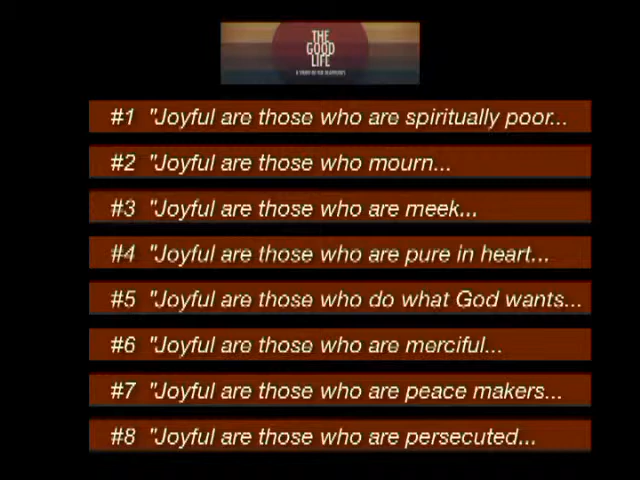 THE
GOOD
LIFE
#1 "Joyful are those who are spiritually poor...
#2 "Joyful are those who mourn...
#3 "Joyful are those who are meek...
#4 "Joyful are those who are pure in heart...
#5 "Joyful are those who do what God wants...
#6 "Joyful are those who are merciful...
#7 "Joyful are those who are peace makers...
#8 "Joyful are those who are persecuted...